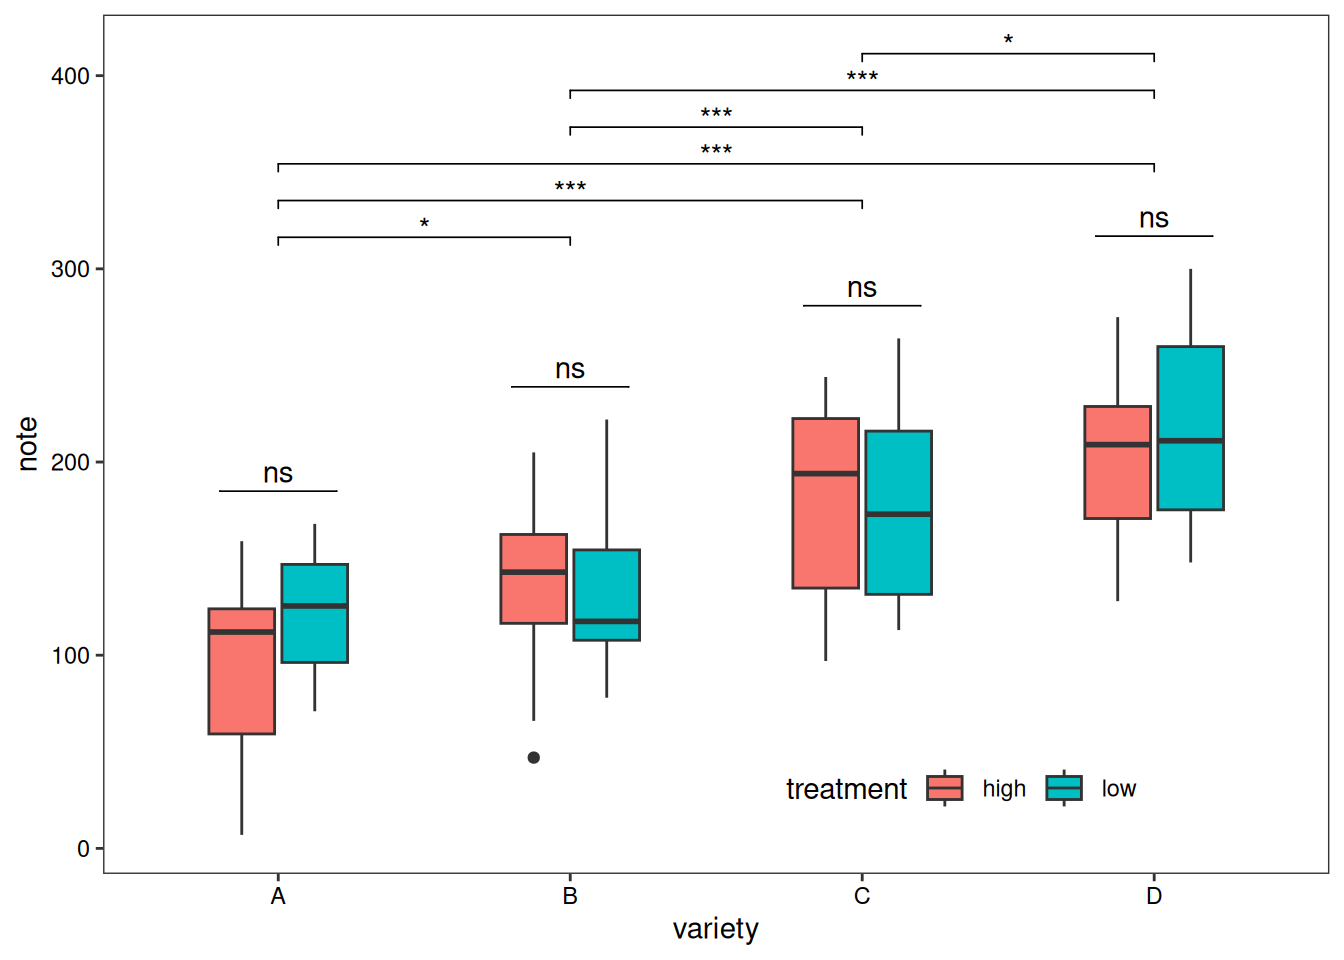 *
400
***
***
***
***
*
ns
300
ns
ns
note
200
ns
100
treatment high low
0
A B C D
variety